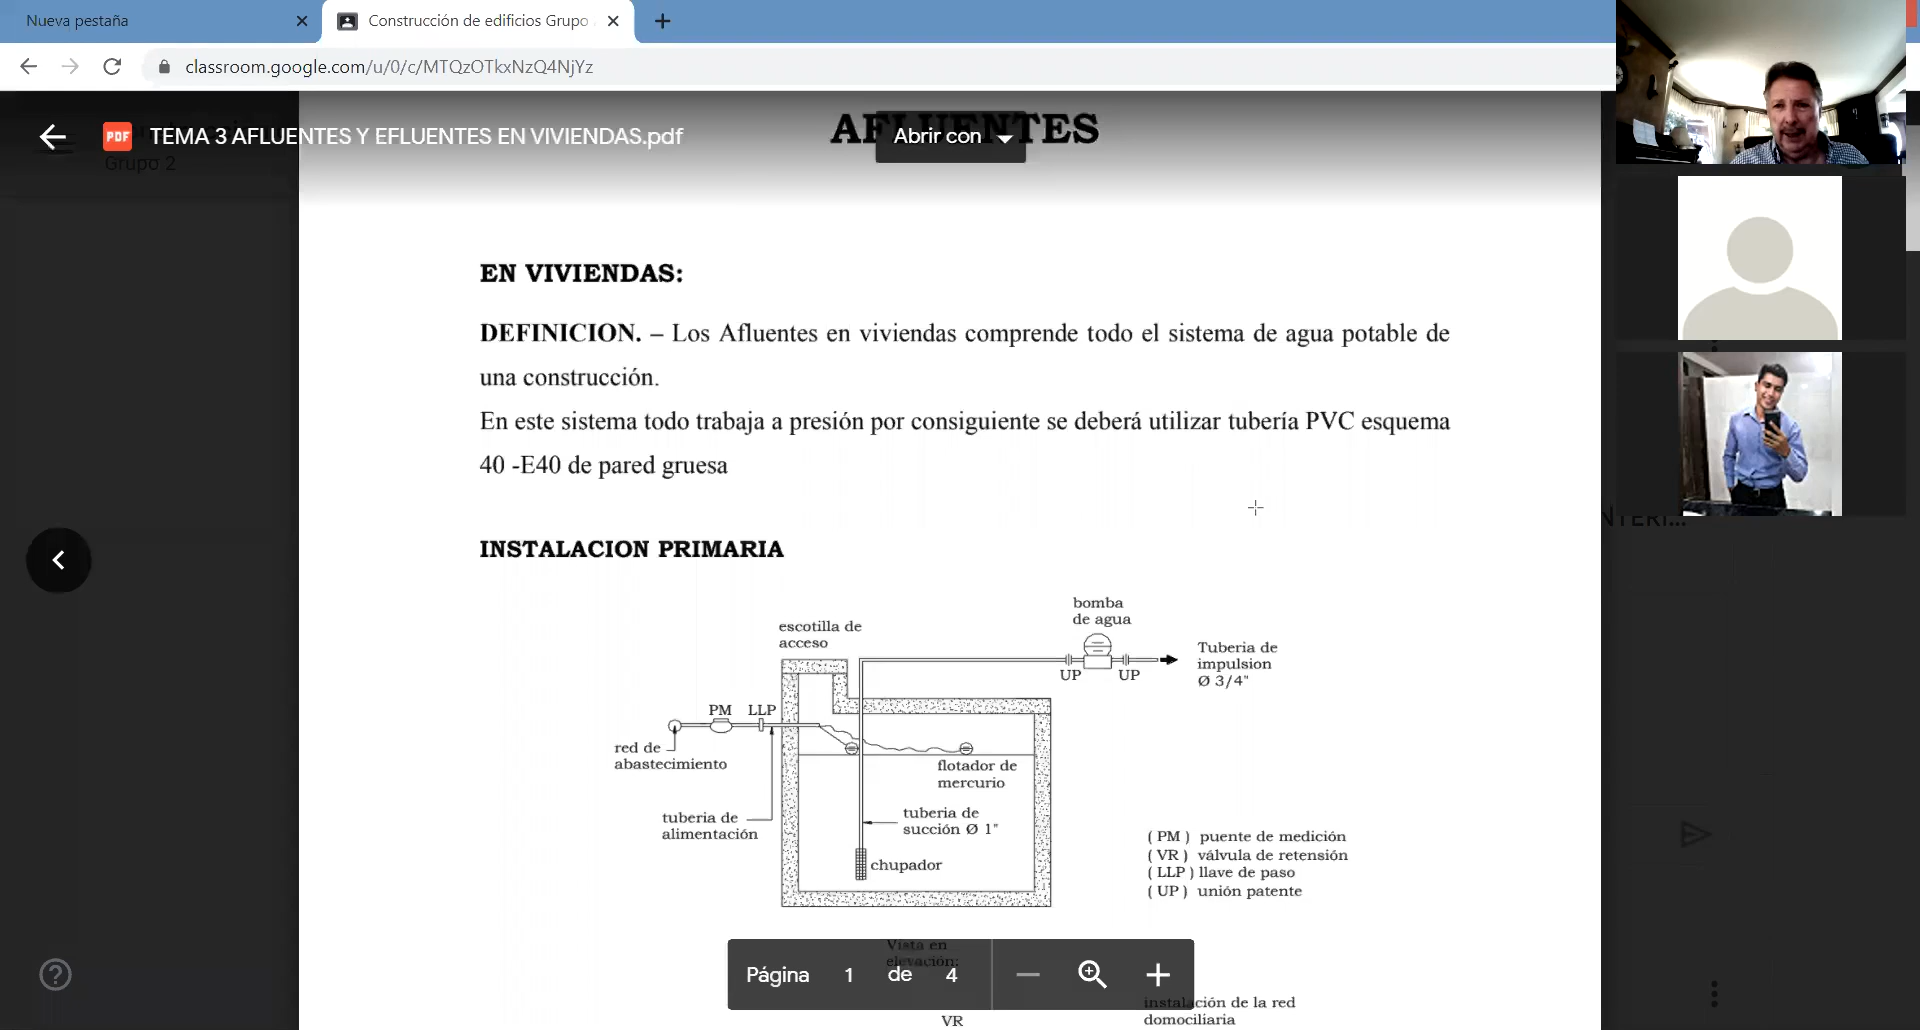 Nueva pestaña
Construcción de edificios Grupo
classroom.google.com/u/0/c/MTQzOTkxNzQ4NjYz
AFLUENTES
PDF TEMA 3 AFLUENTES Y EFLUENTES EN VIVIENDAS.pdf
Abrir con
Grupo 2
EN VIVIENDAS:
DEFINICION. – Los Afluentes en viviendas comprende todo el sistema de agua potable de
una construcción.
En este sistema todo trabaja a presión por consiguiente se deberá utilizar tubería PVC esquema
40 -E40 de pared gruesa
INSTALACION PRIMARIA
bomba
de agua
escotilla de
acceso
Tuberia de
impulsion
Ø 3/4"
UP UP
PM LLP
red de
abastecimiento
flotador de
mercurio
tuberia de
alimentación
tuberia de
succión Ø 1"
chupador
( PM ) puente de medición
( VR ) válvula de retensión
( LLP ) llave de paso
( UP ) unión patente
Vista en
elevación:
Página 1 de 4
instalación de la red
domociliaria
VR